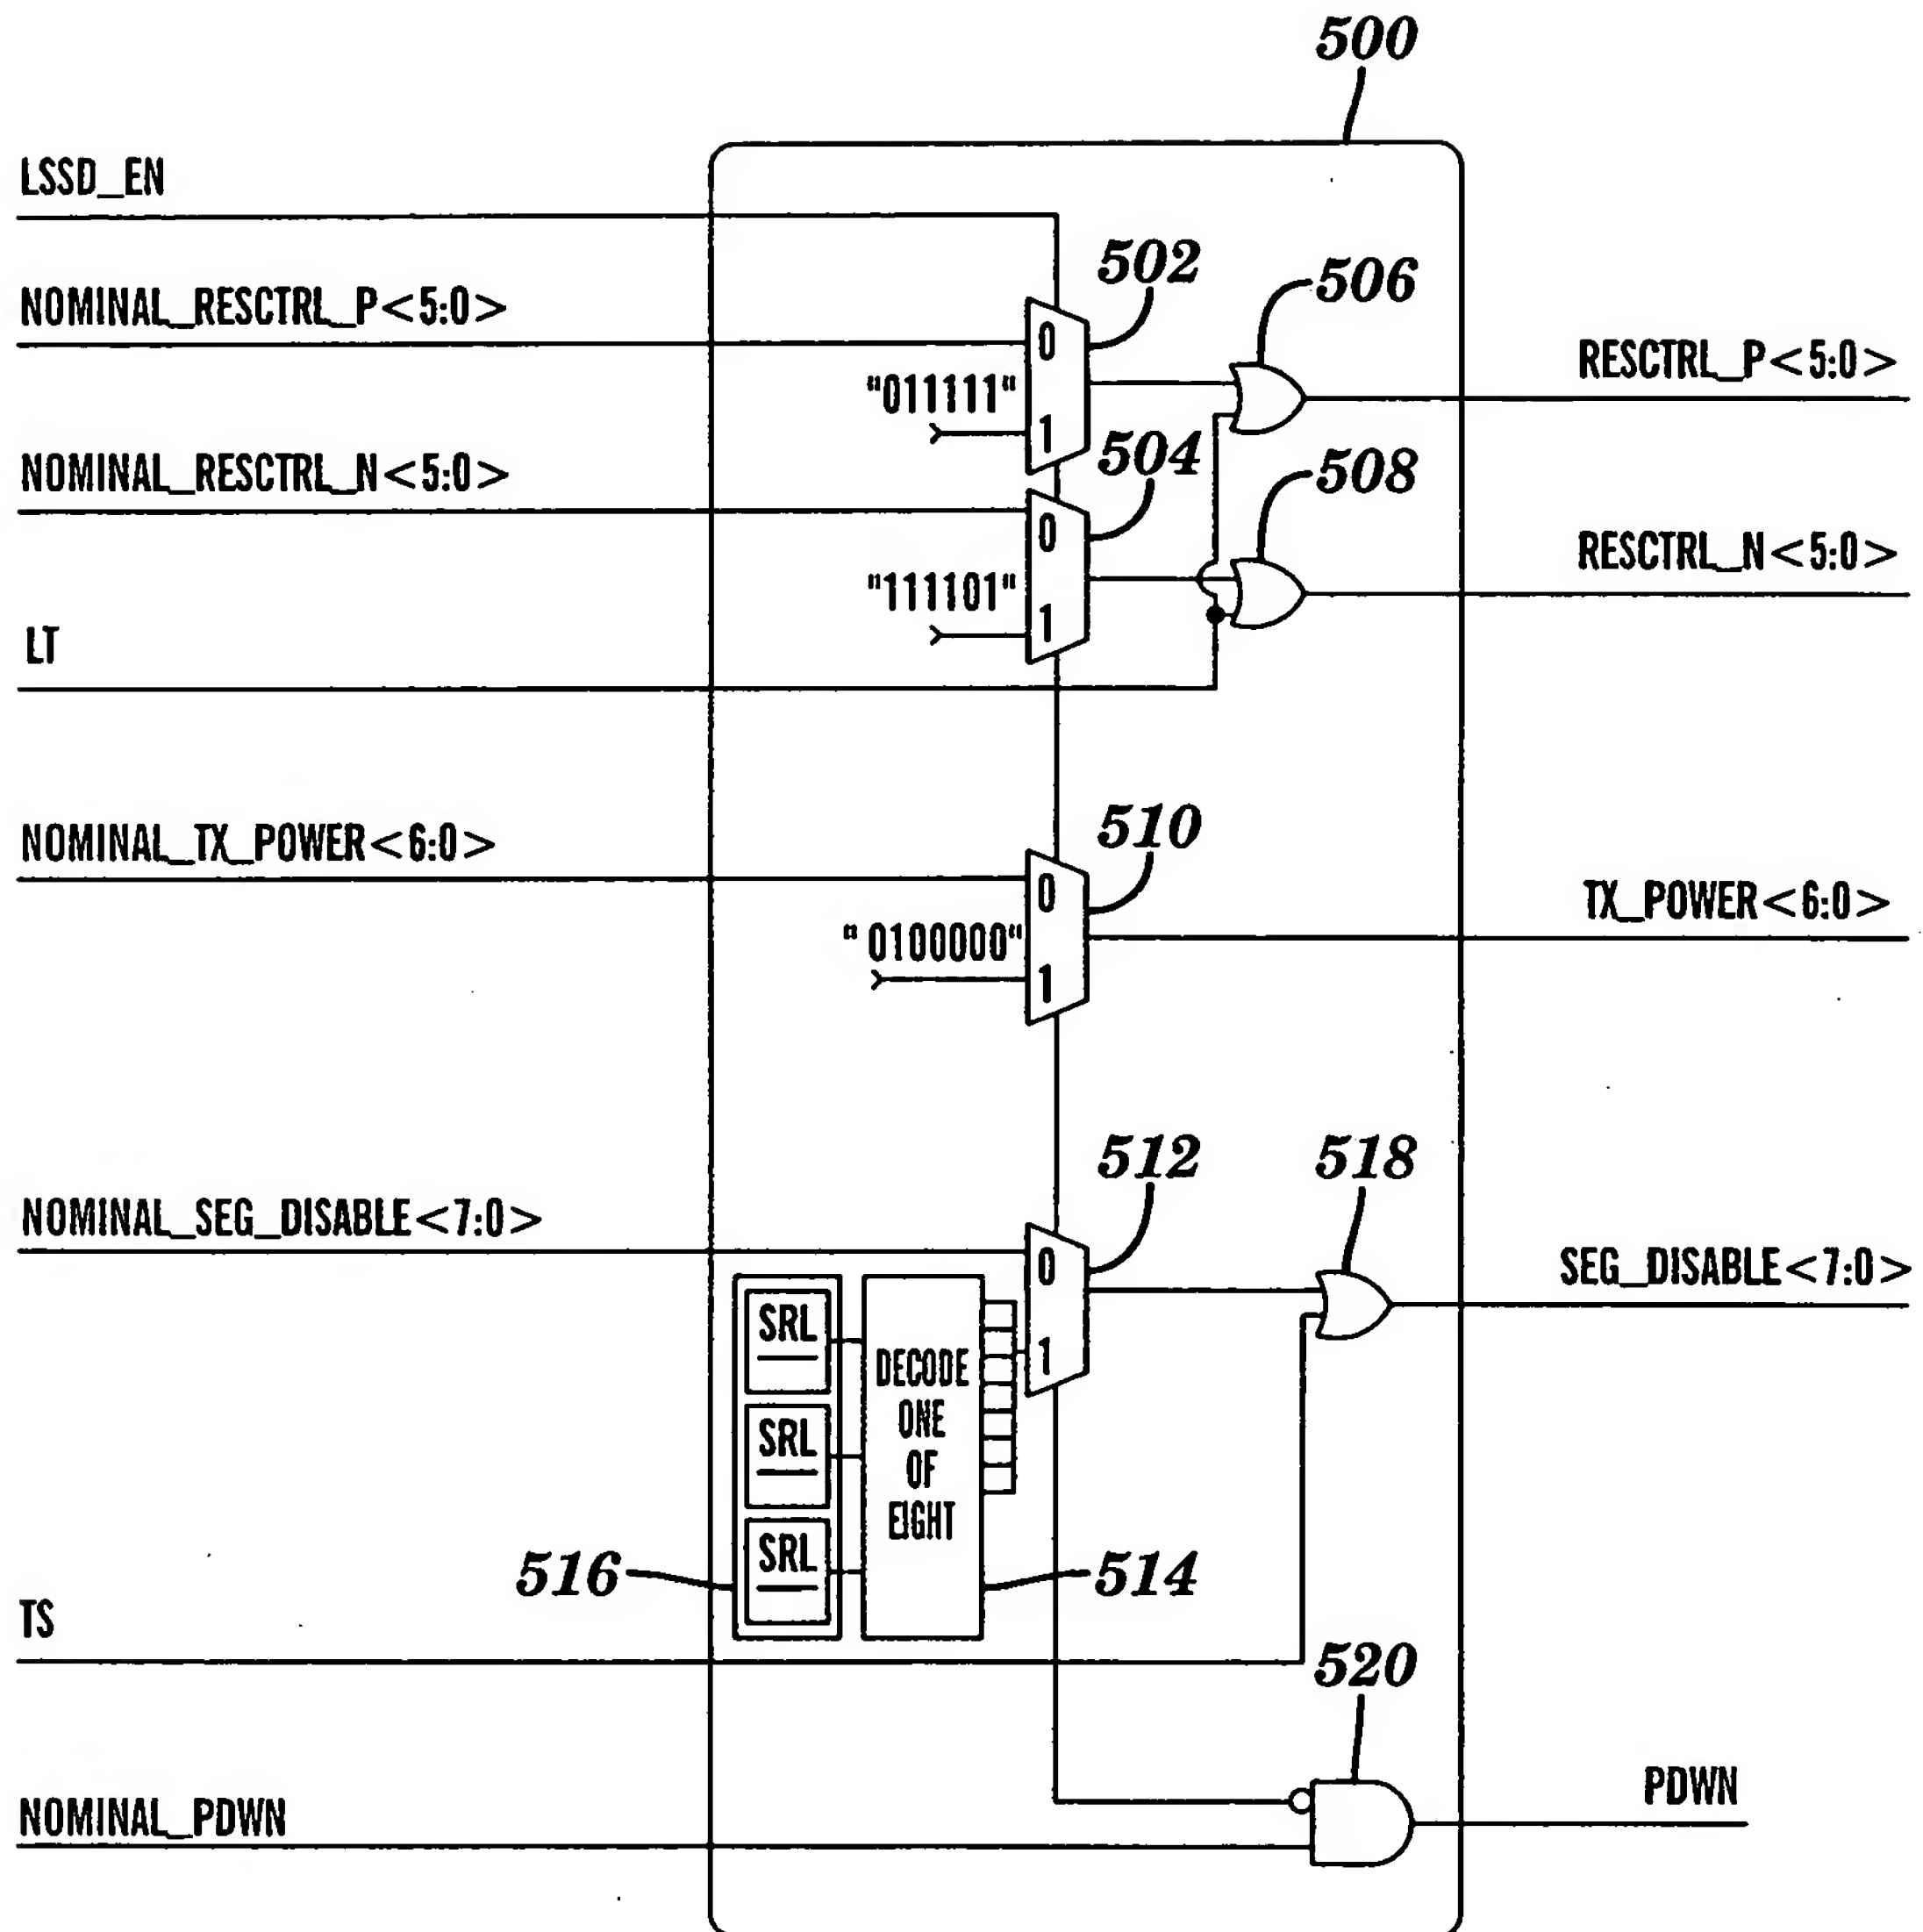 500
LSSD_EN
502
NOMINAL_RESCTRL_P<5:0>
0
506
RESCTRL_P<5:0>
"011111"
1
504
NOMINAL_RESCTRL_N<5:0>
0
508
RESCTRL_N<5:0>
"111101"
1
LT
510
NOMINAL_TX_POWER<6:0>
0
TX_POWER<6:0>
"0100000"
1
512
518
NOMINAL_SEG_DISABLE<7:0>
0
SEG_DISABLE<7:0>
1
SRL
SRL
SRL
DECODE
ONE
OF
EIGHT
516
514
TS
520
NOMINAL_PDWN
PDWN